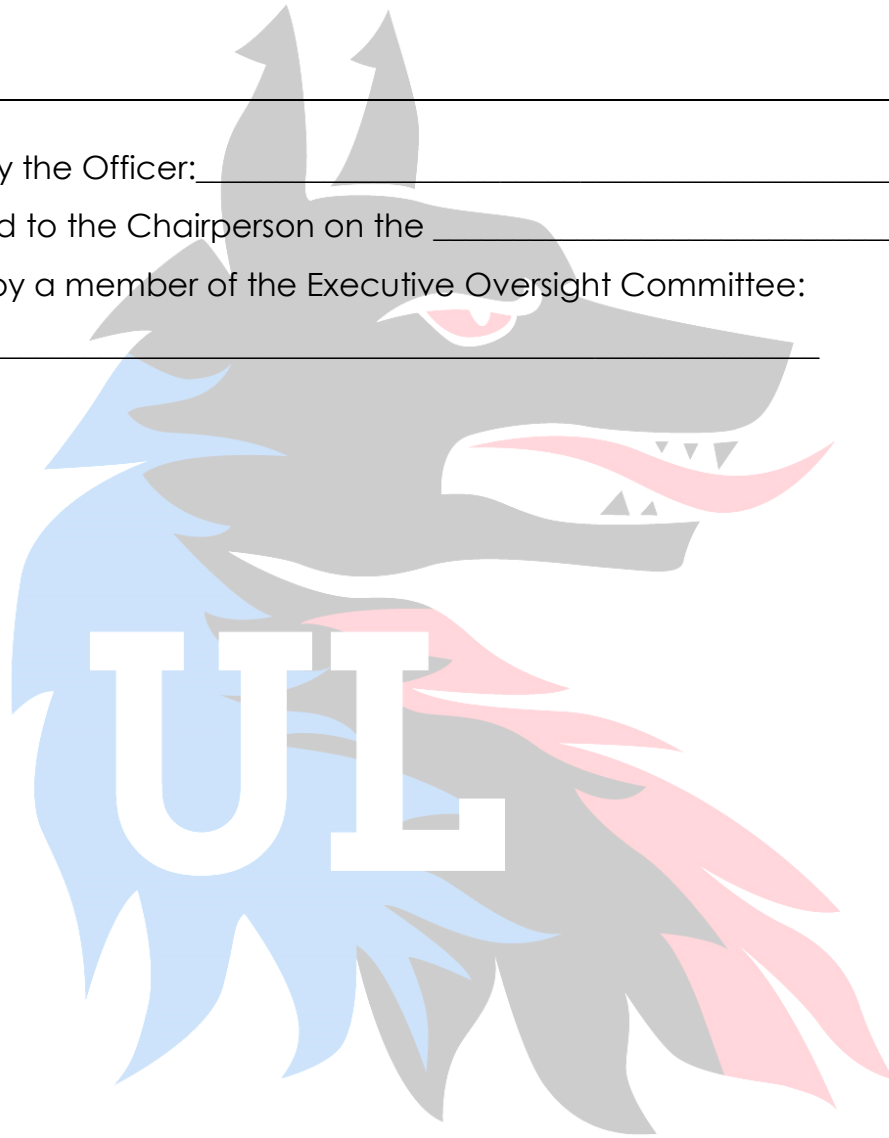 y the Officer:
d to the Chairperson on the
by a member of the Executive Oversight Committee:
UL